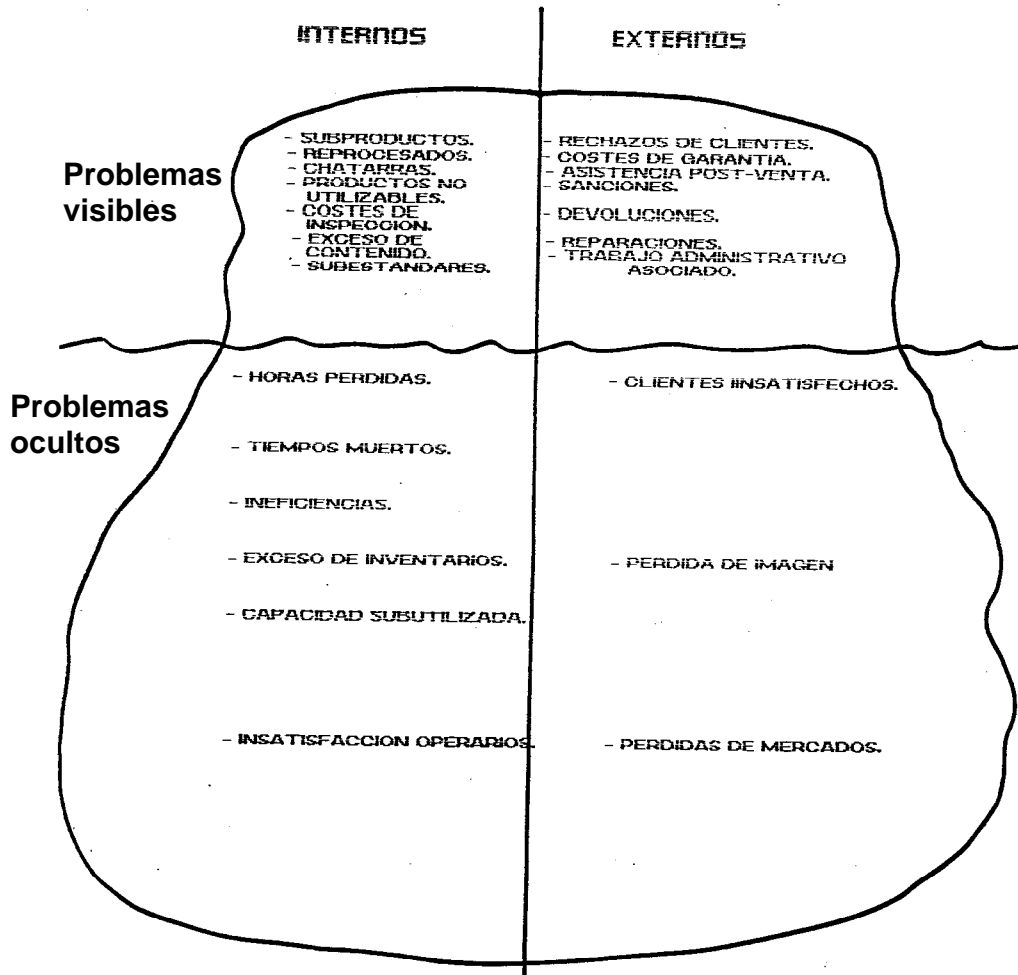 INTERNOS
EXTERNOS
Problemas
visibles
- SUBPRODUCTOS.
- REPROCESADOS.
- CHATARRAS.
- PRODUCTOS NO
UTILIZABLES.
- COSTES DE
INSPECCION.
- EXCESO DE
CONTENIDO.
- SUBESTANDARES.
- RECHAZOS DE CLIENTES.
- COSTES DE GARANTIA.
- ASISTENCIA POST-VENTA.
- SANCIONES.
- DEVOLUCIONES.
- REPARACIONES.
- TRABAJO ADMINISTRATIVO
ASOCIADO.
Problemas
ocultos
- HORAS PERDIDAS.
- TIEMPOS MUERTOS.
- INEFICIENCIAS.
- EXCESO DE INVENTARIOS.
- CAPACIDAD SUBUTILIZADA.
- INSATISFACCION OPERARIOS.
- CLIENTES IINSATISFECHOS.
- PERDIDA DE IMAGEN
- PERDIDAS DE MERCADOS.